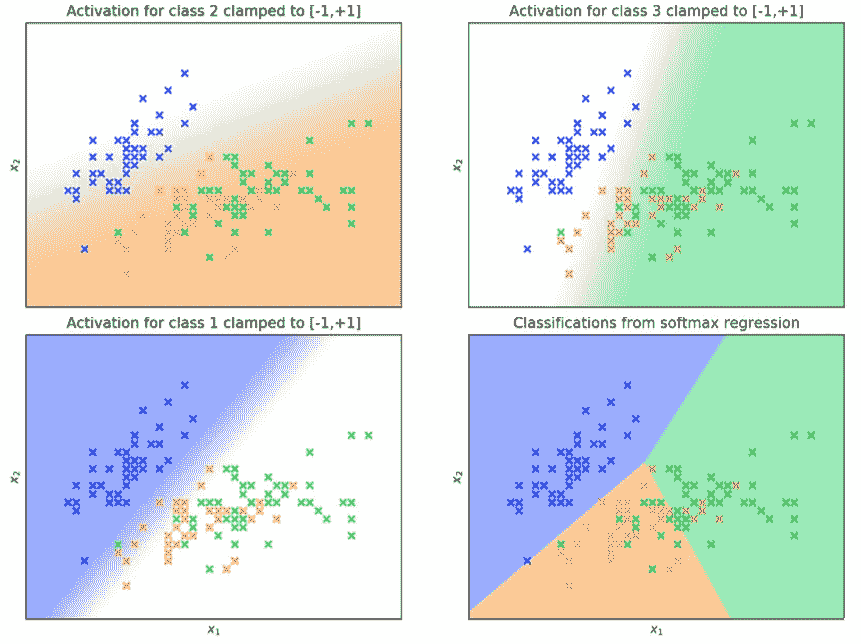 Activation for class 2 clamped to [-1,+1]
Activation for class 3 clamped to [-1,+1]
x₂
x₂
Activation for class 1 clamped to [-1,+1]
Classifications from softmax regression
x₂
x₂
x₁
x₁